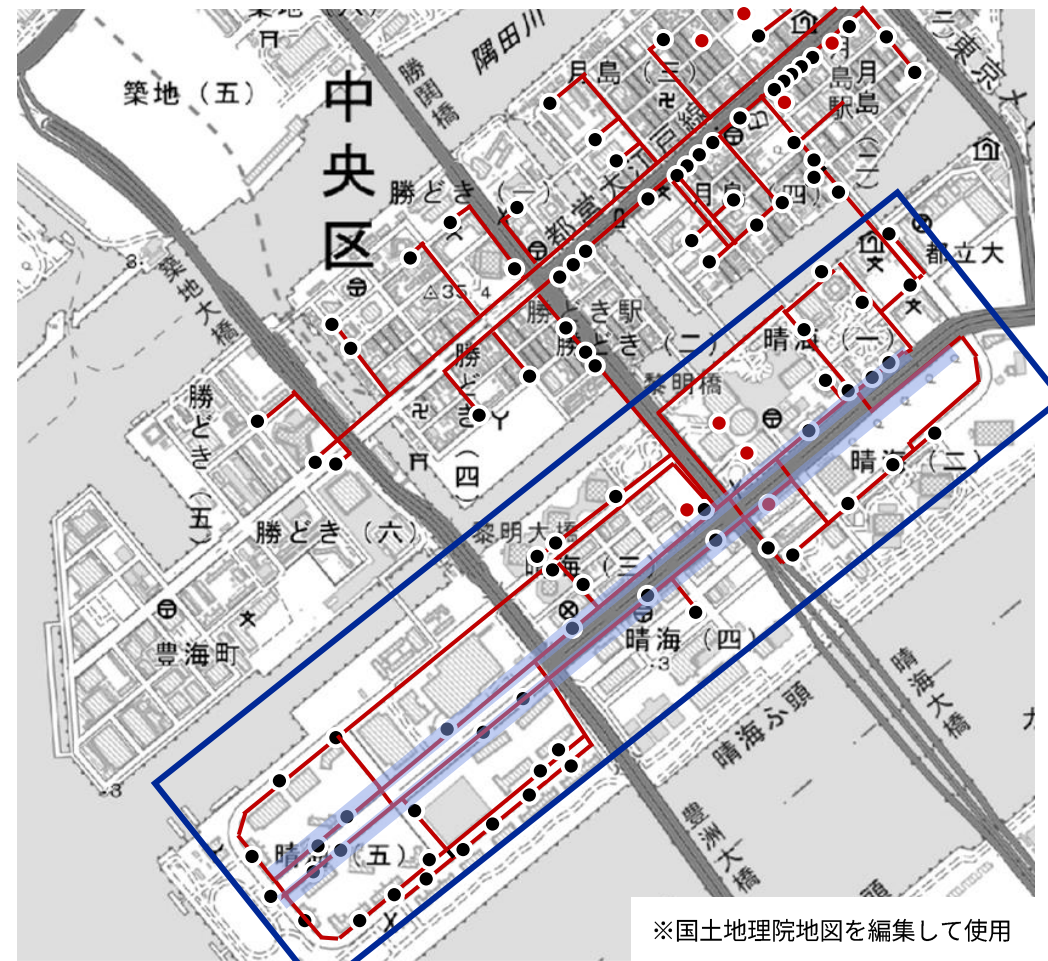 隅田川
築地（五）
中央区
勝鬨橋
月島（三）
月島駅
月島（二）
東京大
勝どき（一）
都営大江戸線
月島（四）
都立大
3
築地大橋
35.4
勝どき駅
勝どき（二）
晴海（一）
黎明橋
勝どき（四）
勝どき（五）
晴海（二）
勝どき（六）
黎明大橋
晴海（三）
晴海（四）
-3
豊海町
晴海大橋
晴海ふ頭
-3
豊洲大橋
晴海（五）
※国土地理院地図を編集して使用